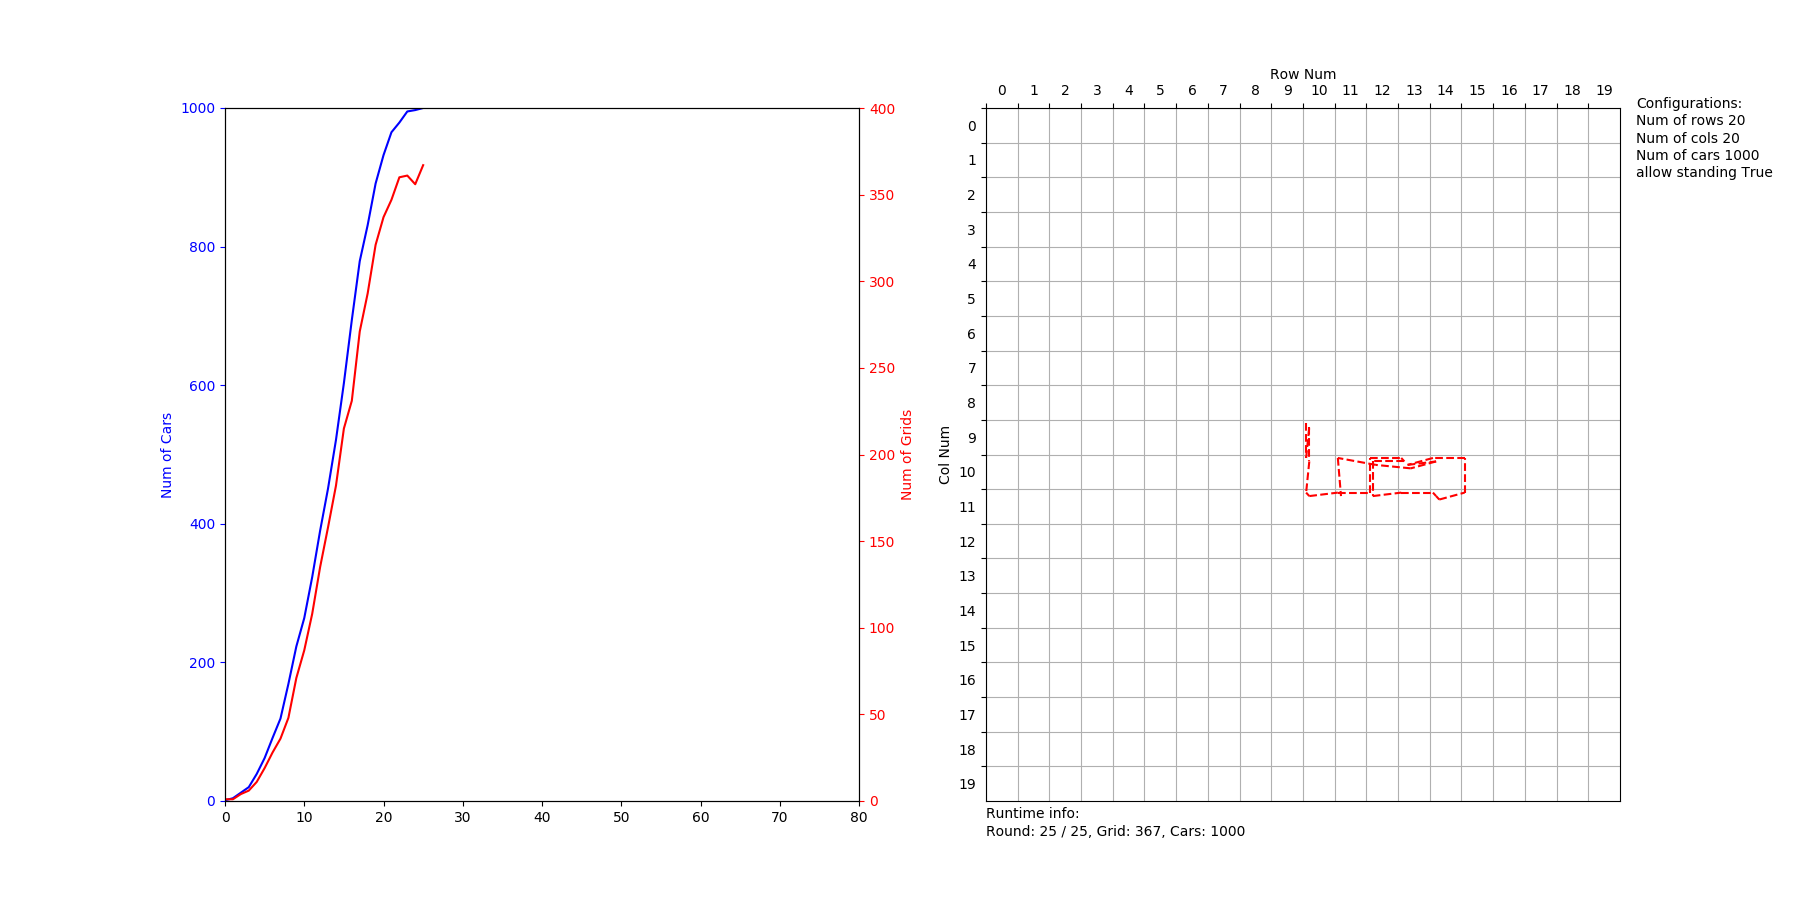 Num of Cars
1000
800
600
400
200
0
0 10 20 30 40 50 60 70 80
400
350
300
250
200
150
100
50
0
Num of Grids
Row Num
0 1 2 3 4 5 6 7 8 9 10 11 12 13 14 15 16 17 18 19
Col Num
0
1
2
3
4
5
6
7
8
9
10
11
12
13
14
15
16
17
18
19
Configurations:
Num of rows 20
Num of cols 20
Num of cars 1000
allow standing True
Runtime info:
Round: 25 / 25, Grid: 367, Cars: 1000